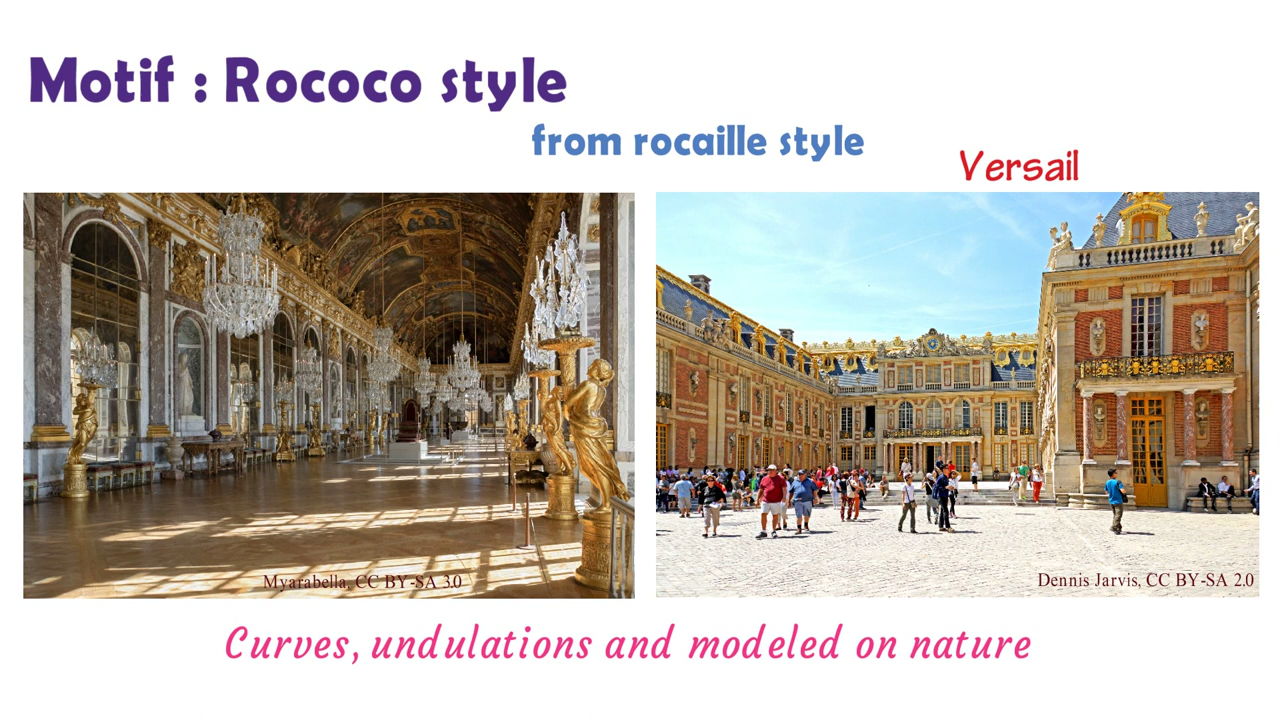 Motif : Rococo style
from rocaille style
Versail
Myarabella, CC BY-SA 3.0
Dennis Jarvis, CC BY-SA 2.0
Curves, undulations and modeled on nature